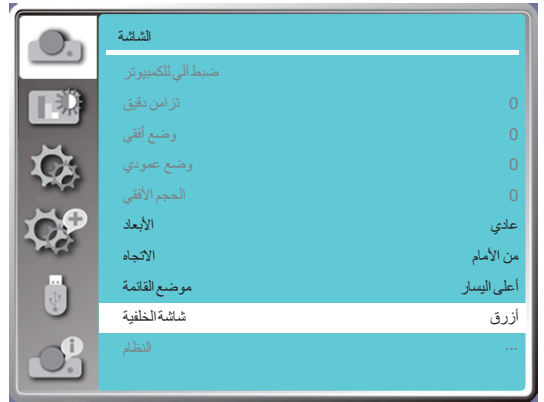 الشاشة
ضبط آلي للكمبيوتر
تزامن دقيق 0
وضع أفقي 0
وضع عمودي 0
الحجم الأفقي 0
الأبعاد عادي
الاتجاه من الأمام
موضع القائمة أعلى اليسار
شاشة الخلفية أزرق
النظام ...